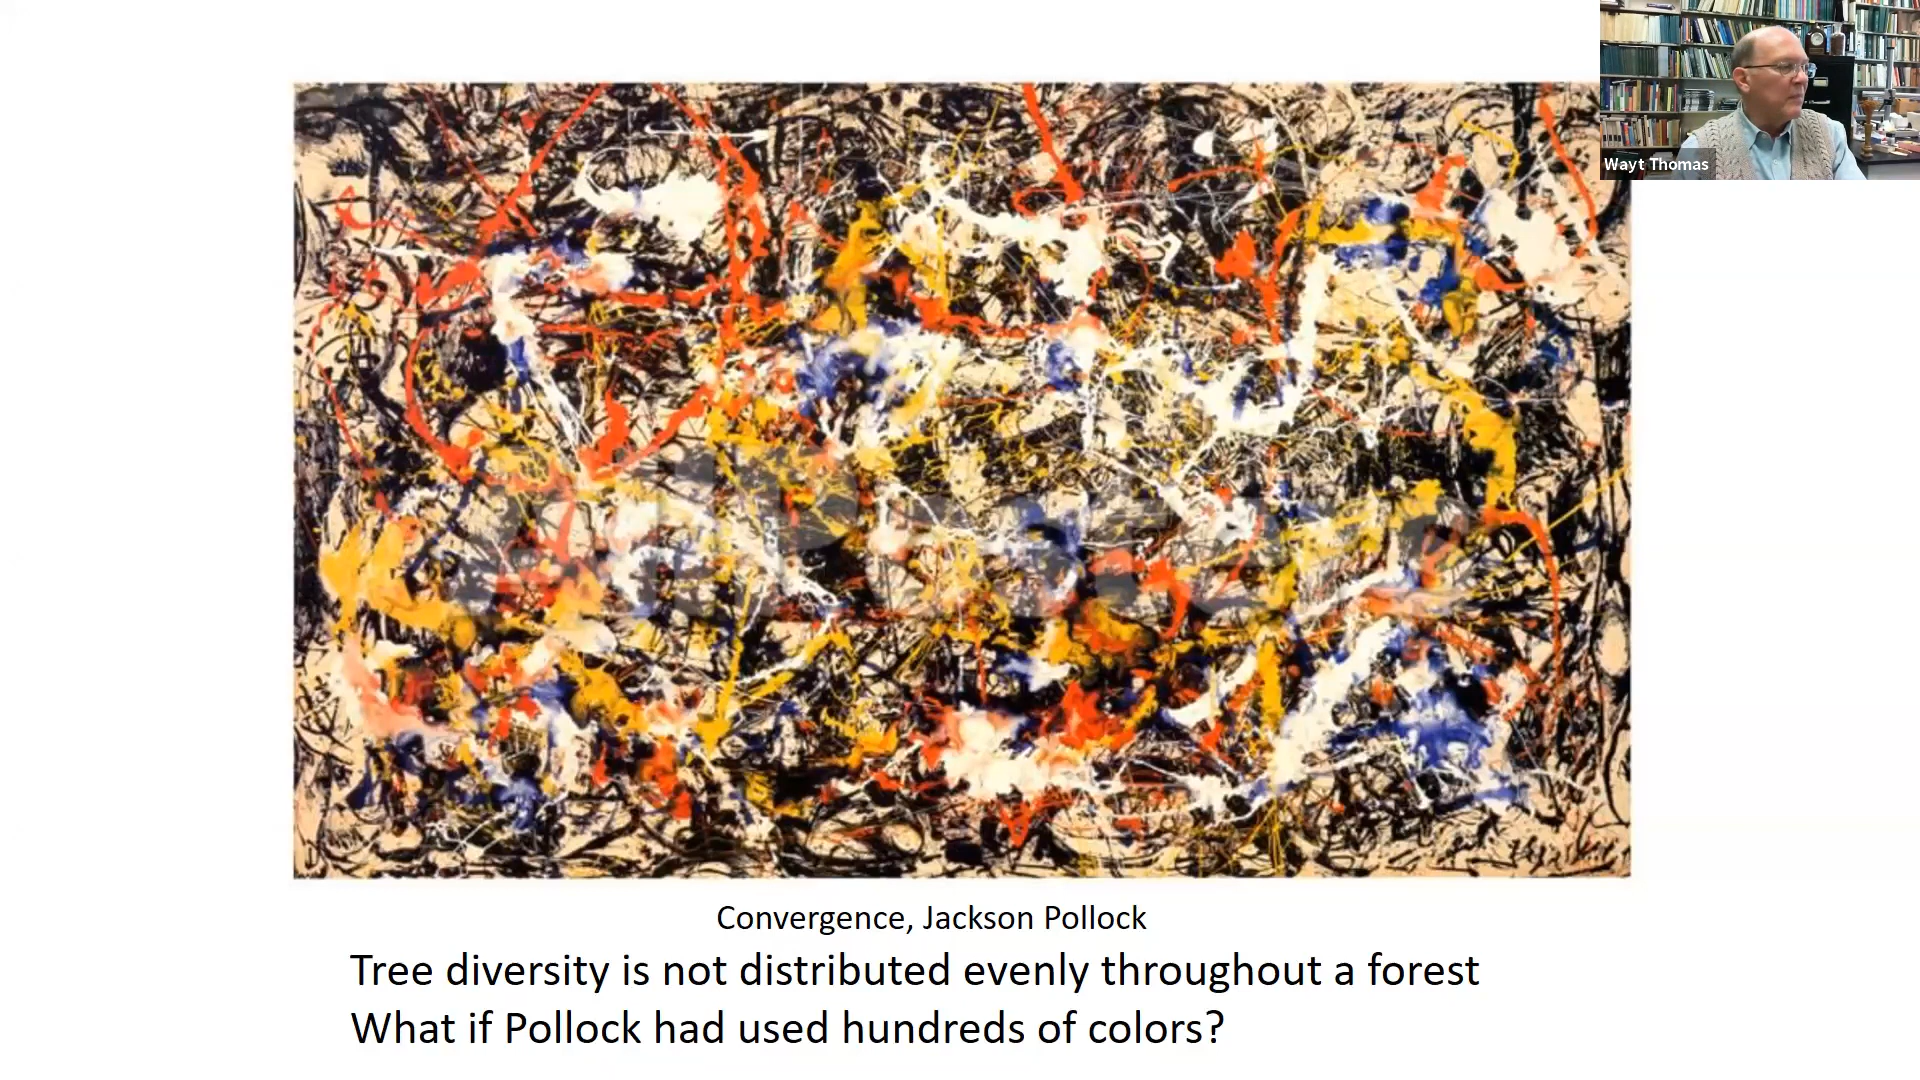 Wayt Thomas
Convergence, Jackson Pollock
Tree diversity is not distributed evenly throughout a forest
What if Pollock had used hundreds of colors?